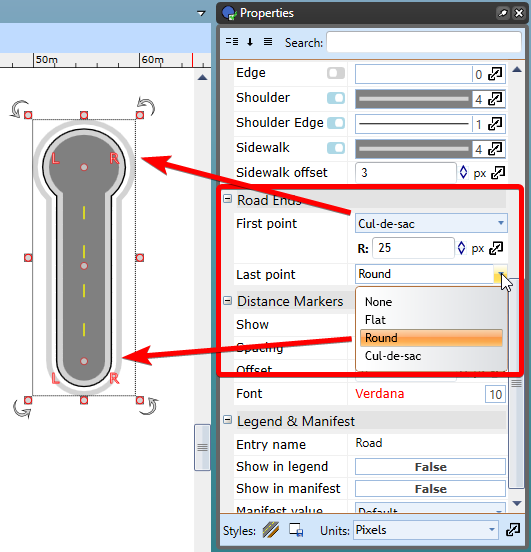 Properties
Search:
50m 60m
Edge 0
Shoulder 4
Shoulder Edge 1
Sidewalk 4
Sidewalk offset 3 px
Road Ends
First point Cul-de-sac
R: 25 px
Last point Round
None
Flat
Round
Cul-de-sac
Distance Markers
Show
Spacing
Offset
Font Verdana 10
Legend & Manifest
Entry name Road
Show in legend False
Show in manifest False
Manifest value Default
Styles: Units: Pixels
L R
L R